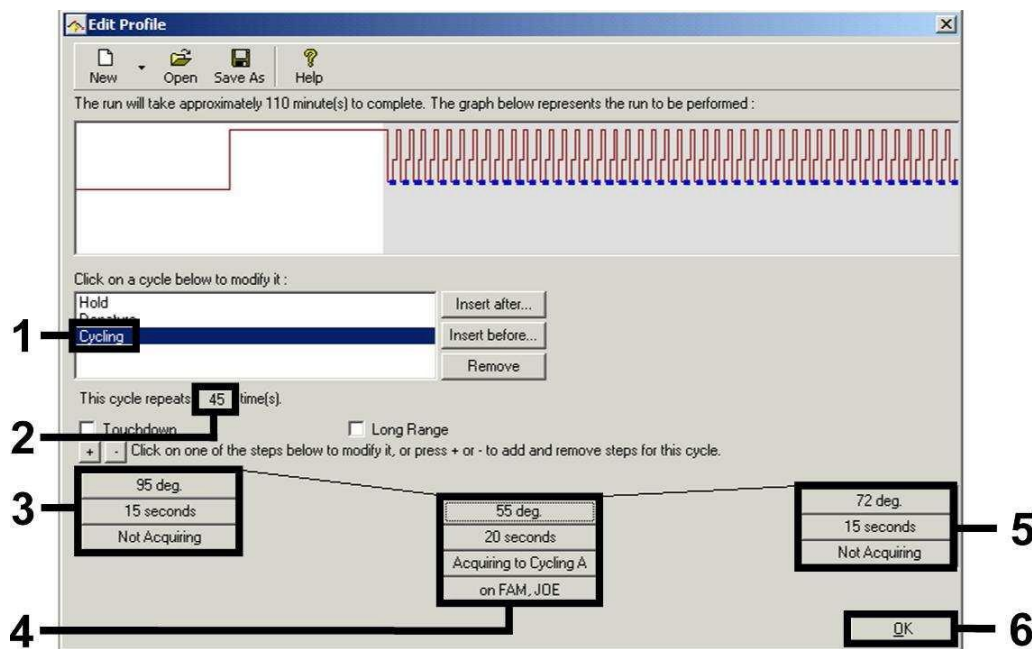 Edit Profile
New Open Save As Help
The run will take approximately 110 minute(s) to complete. The graph below represents the run to be performed :
Click on a cycle below to modify it :
Hold
Insert after...
Denature
1
Cycling
Insert before...
Remove
This cycle repeats 45 time(s).
2
Touchdown Long Range
+ - Click on one of the steps below to modify it, or press + or - to add and remove steps for this cycle.
3
95 deg.
15 seconds
Not Acquiring
55 deg.
20 seconds
Acquiring to Cycling A
on FAM, JOE
72 deg.
15 seconds
Not Acquiring
5
4
OK
6